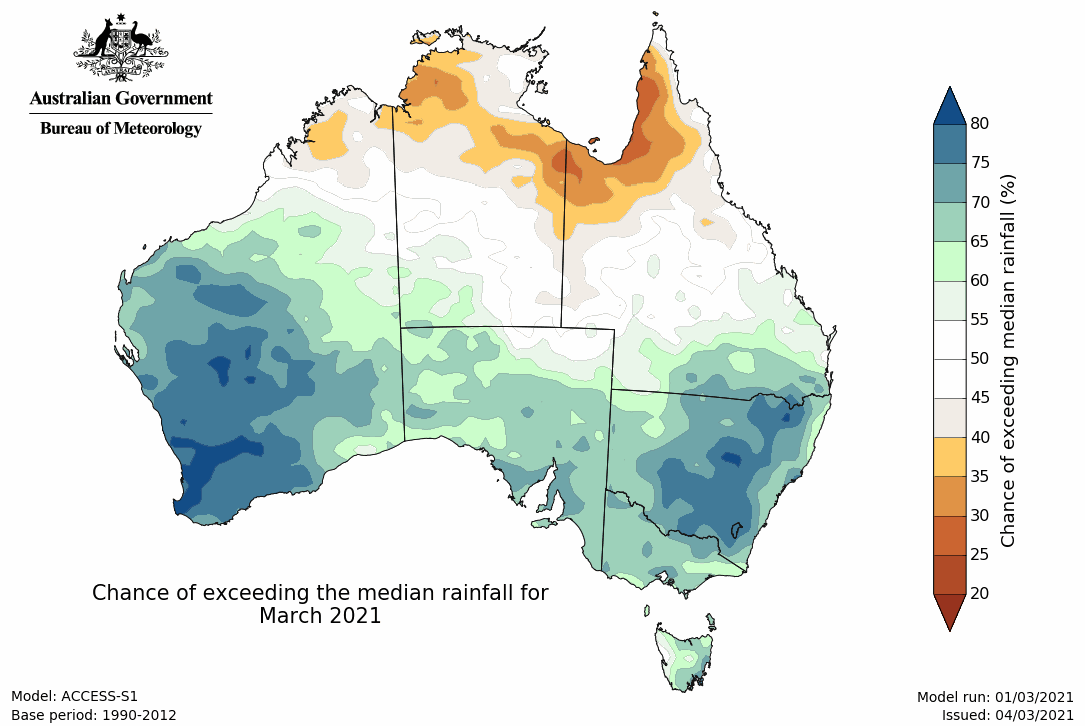 Australian Government
Bureau of Meteorology
80
75
70
65
60
55
50
45
40
35
30
25
20
Chance of exceeding median rainfall (%)
Chance of exceeding the median rainfall for
March 2021
Model: ACCESS-S1
Base period: 1990-2012
Model run: 01/03/2021
Issued: 04/03/2021